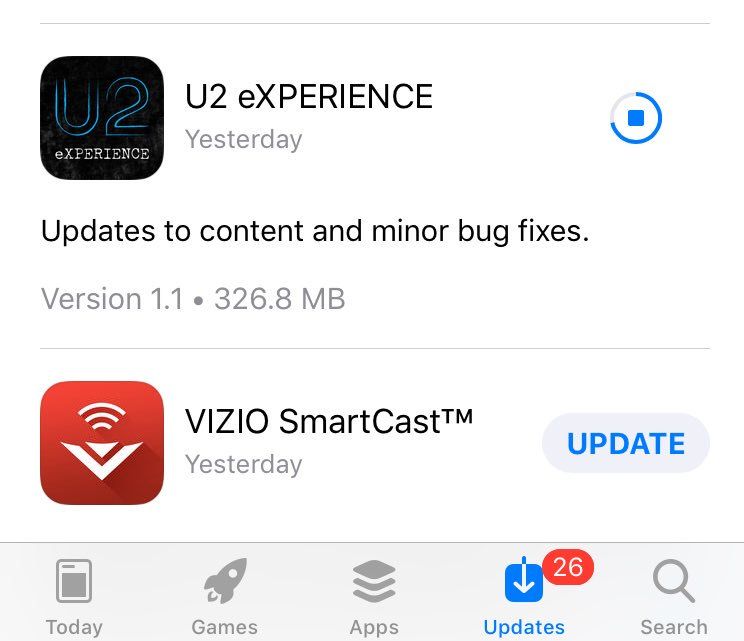 U2
eXPERIENCE
U2 eXPERIENCE
Yesterday
Updates to content and minor bug fixes.
Version 1.1 • 326.8 MB
VIZIO SmartCast™
Yesterday
UPDATE
26
Today
Games
Apps
Updates
Search